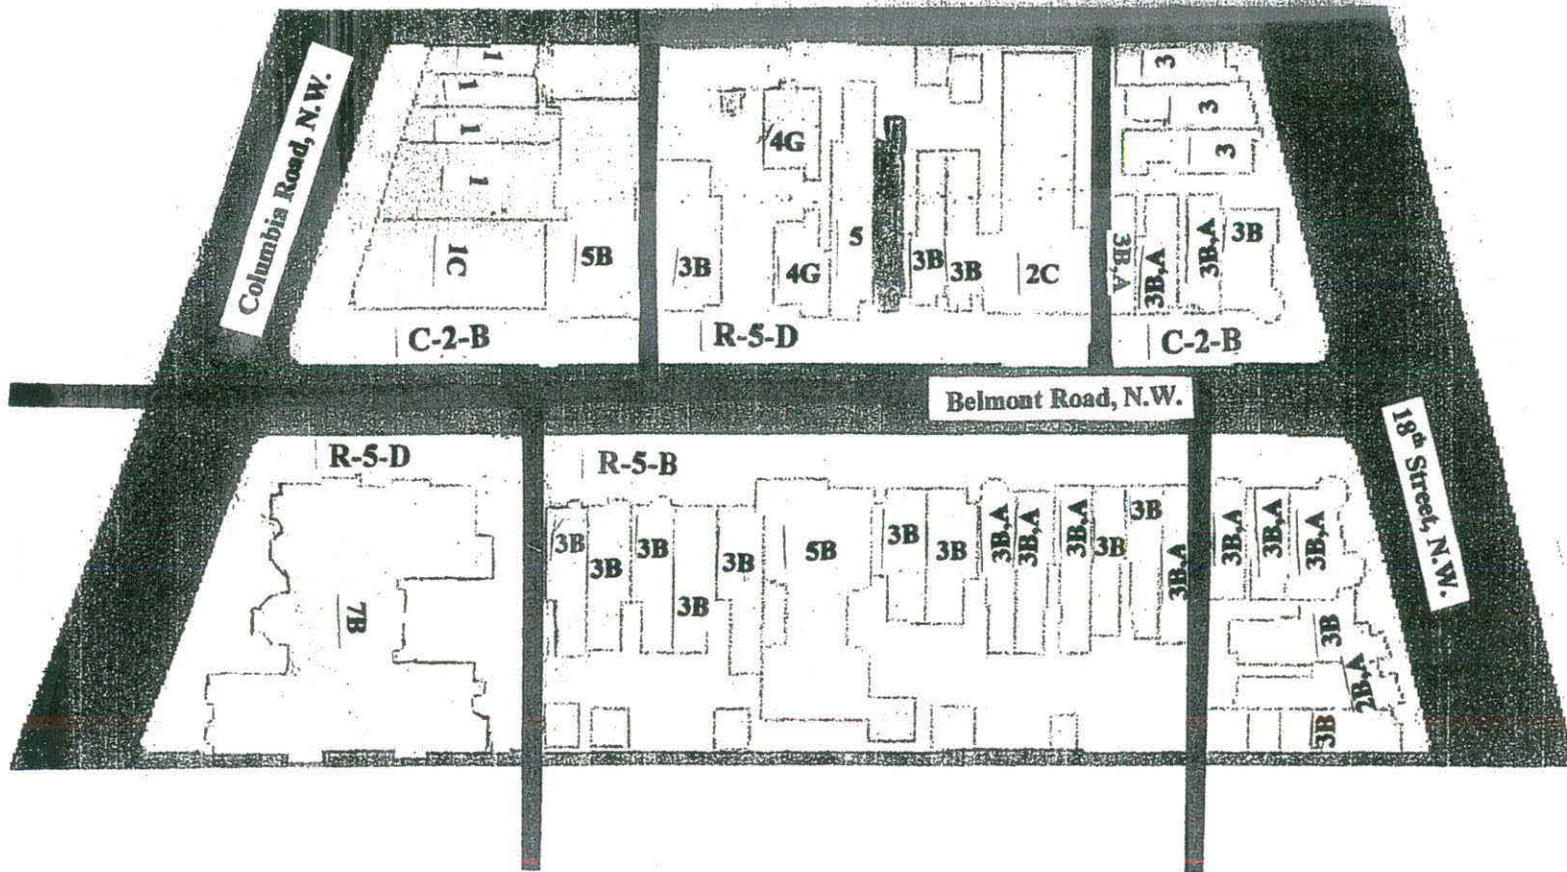 Columbia Road, N.W.
1
1
1
1
1C
5B
C-2-B
3B
4G
4G
5
3B
3B
2C
R-5-D
3
3
3
3B,A
3B,A
3B,A
3B
C-2-B
Belmont Road, N.W.
18th Street, N.W.
R-5-D
7B
R-5-B
3B
3B
3B
3B
3B
5B
3B
3B
3B,A
3B,A
3B,A
3B
3B
3B,A
3B,A
3B,A
3B,A
3B
2B,A
3B